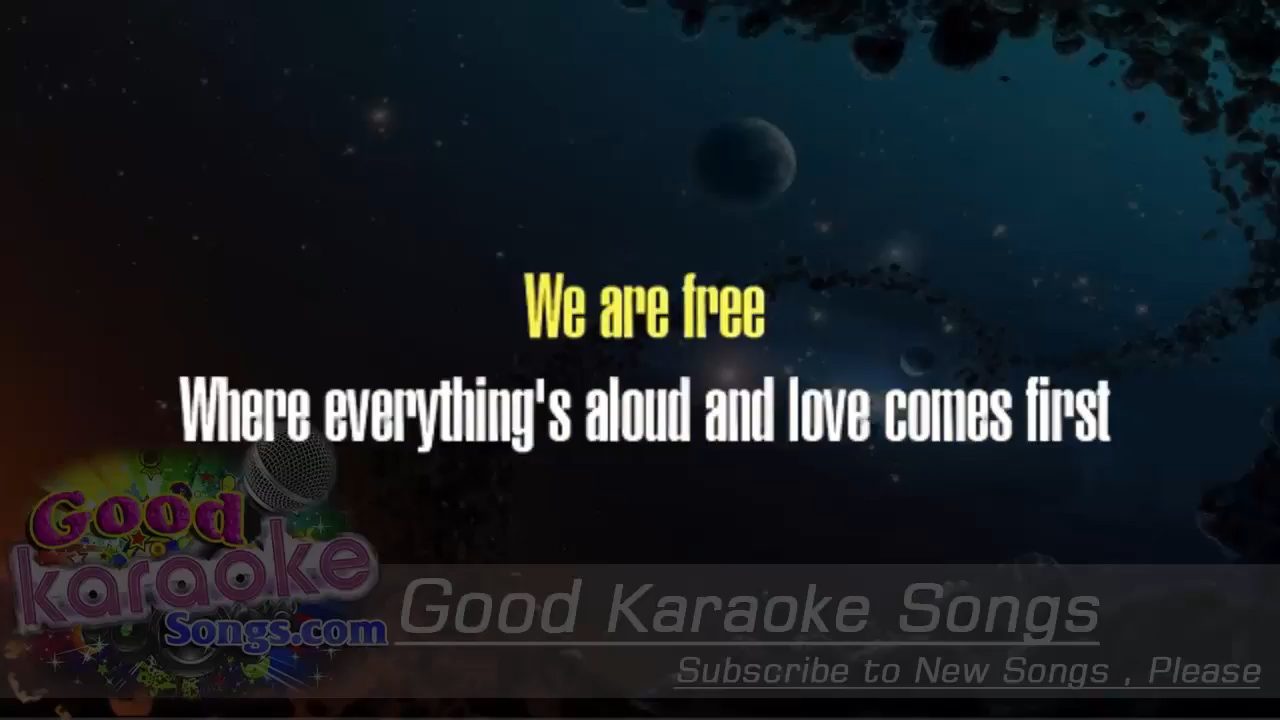 We are free
Where everything's aloud and love comes first
Good
karaoke
Songs.com
Good Karaoke Songs
Subscribe to New Songs , Please